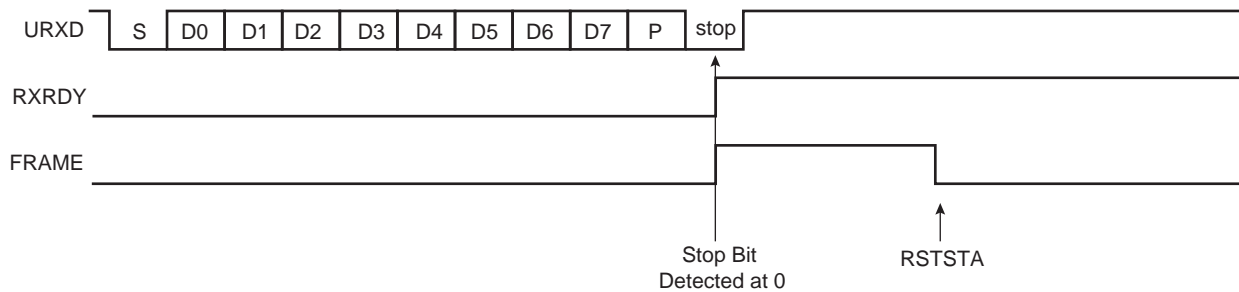 URXD S D0 D1 D2 D3 D4 D5 D6 D7 P stop
RXRDY
FRAME
Stop Bit
Detected at 0
RSTSTA